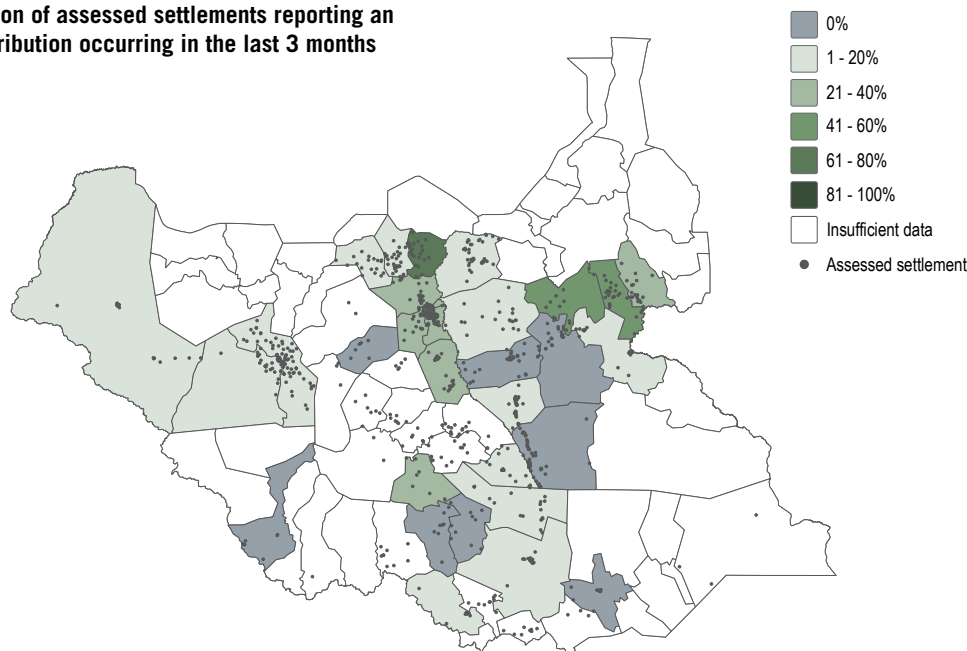 on of assessed settlements reporting an
ribution occurring in the last 3 months
0%
1 - 20%
21 - 40%
41 - 60%
61 - 80%
81 - 100%
Insufficient data
Assessed settlement